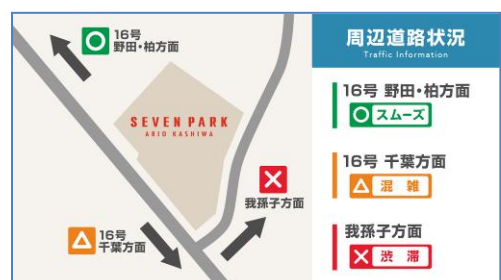 16号
野田・柏方面
SEVEN PARK
ARIO KASHIWA
我孫子方面
16号
千葉方面
周辺道路状況
Traffic Information
16号 野田・柏方面
スムーズ
16号 千葉方面
混雑
我孫子方面
渋滞